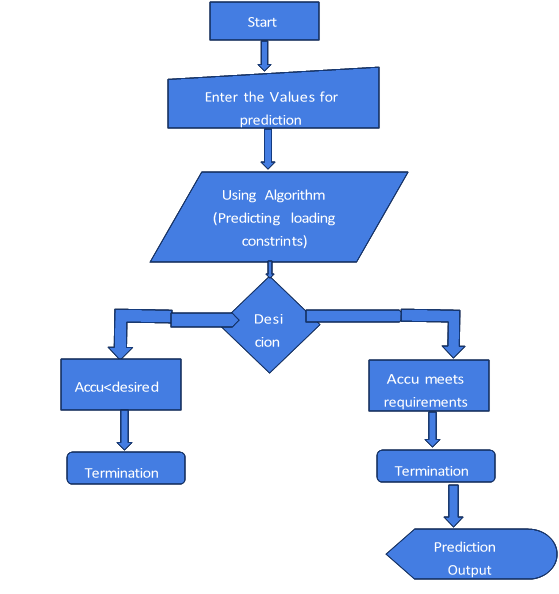 Start
Enter the Values for
prediction
Using Algorithm
(Predicting loading
constrints)
Desi
cion
Accu<desired
Accu meets
requirements
Termination
Termination
Prediction
Output